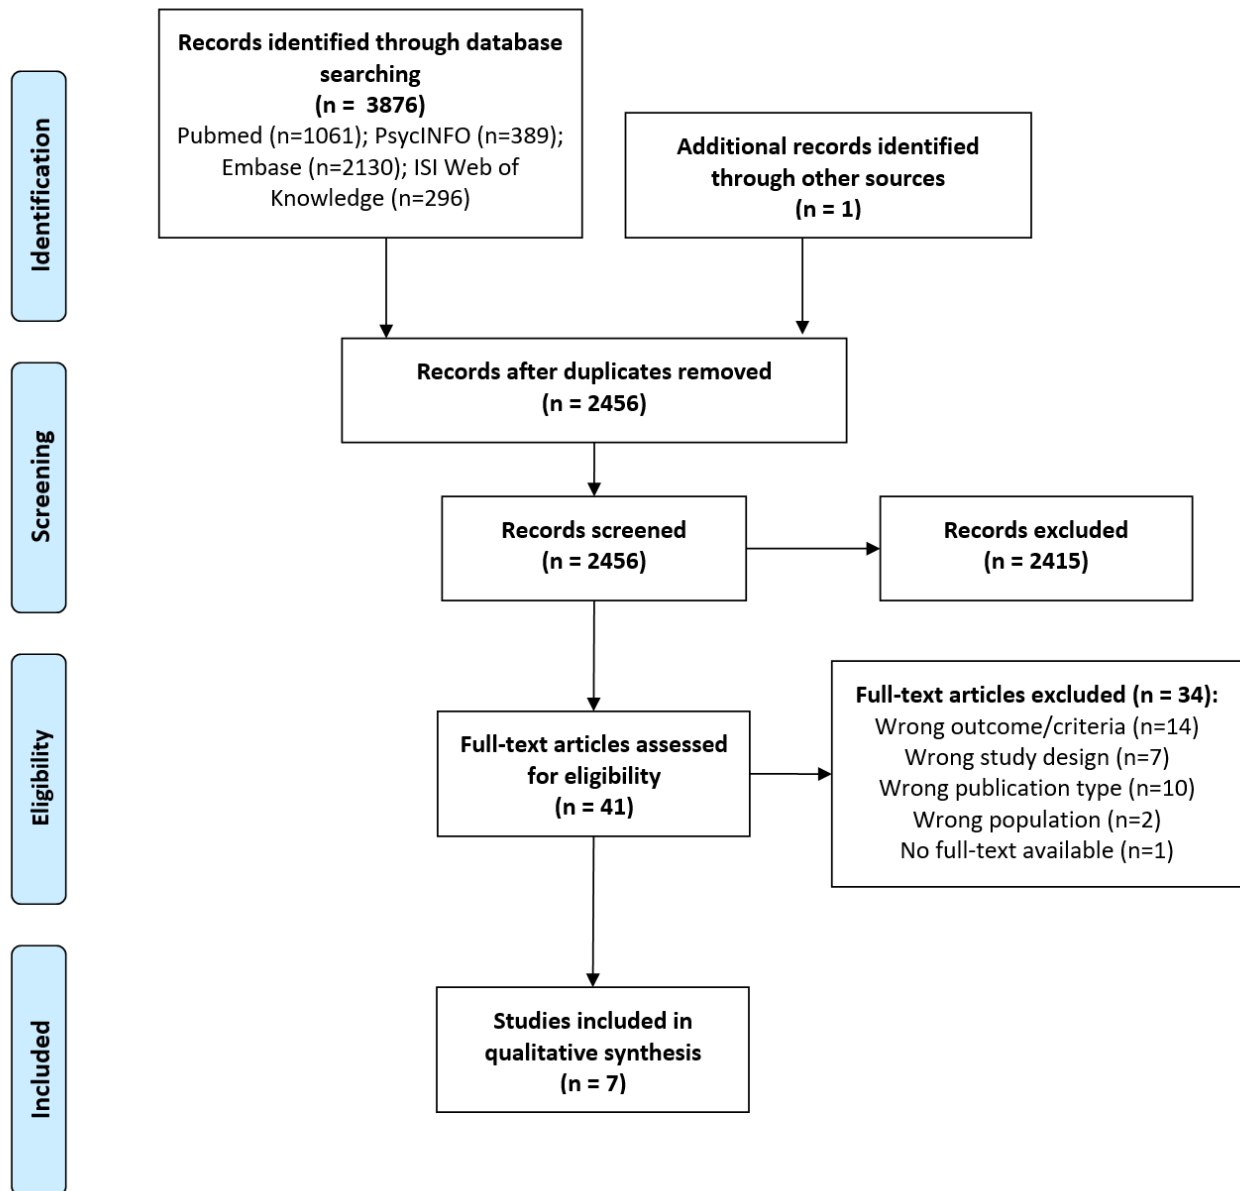 Identification
Records identified through database
searching
(n = 3876)
Pubmed (n=1061); PsycINFO (n=389);
Embase (n=2130); ISI Web of
Knowledge (n=296)
Additional records identified
through other sources
(n = 1)
Screening
Records after duplicates removed
(n = 2456)
Records screened
(n = 2456)
Records excluded
(n = 2415)
Eligibility
Full-text articles assessed
for eligibility
(n = 41)
Full-text articles excluded (n = 34):
Wrong outcome/criteria (n=14)
Wrong study design (n=7)
Wrong publication type (n=10)
Wrong population (n=2)
No full-text available (n=1)
Included
Studies included in
qualitative synthesis
(n = 7)